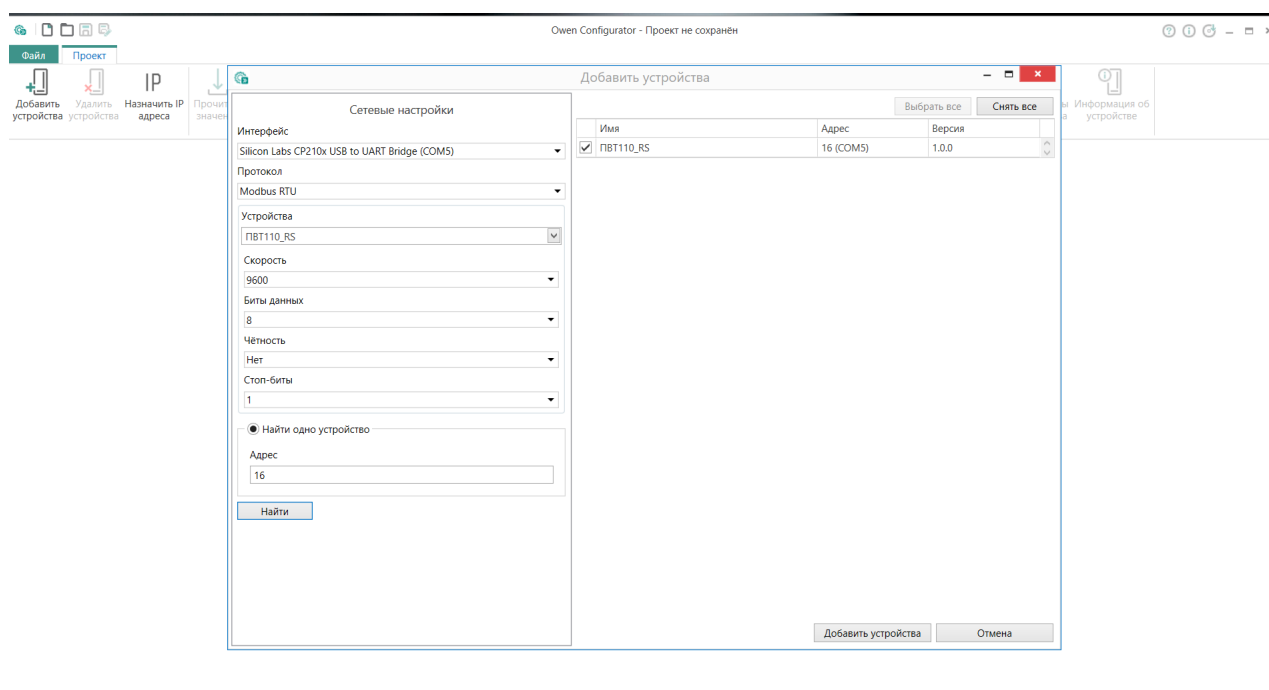 Owen Configurator - Проект не сохранён
Файл
Проект
Добавить устройства
Удалить устройства
IP
Назначить IP адреса
Информация об устройстве
Добавить устройства
Сетевые настройки
Интерфейс
Silicon Labs CP210x USB to UART Bridge (COM5)
Протокол
Modbus RTU
Устройства
ПВТ110_RS
Скорость
9600
Биты данных
8
Чётность
Нет
Стоп-биты
1
Найти одно устройство
Адрес
16
Найти
Выбрать все
Снять все
Имя
Адрес
Версия
ПВТ110_RS
16 (COM5)
1.0.0
Добавить устройства
Отмена